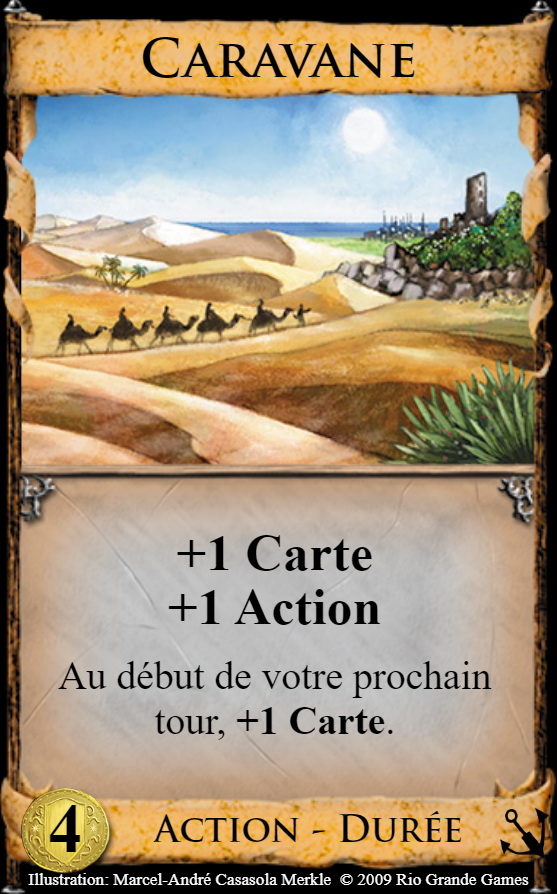 CARAVANE
+1 Carte
+1 Action
Au début de votre prochain
tour, +1 Carte.
4 ACTION - DURÉE
Illustration: Marcel-André Casasola Merkle © 2009 Rio Grande Games